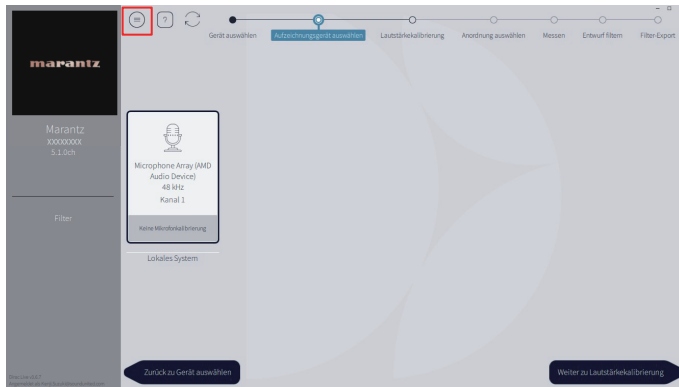 ?
Gerät auswählen
Aufzeichnungsgerät auswählen
Lautstärkekalibrierung
Anordnung auswählen
Messen
Entwurf filtern
Filter-Export
marantz
Marantz
XXXXXXXX
5.1.0ch
Filter
Microphone Array (AMD
Audio Device)
48 kHz
Kanal 1
Keine Mikrofonkalibrierung
Lokales System
Zurück zu Gerät auswählen
Weiter zu Lautstärkekalibrierung